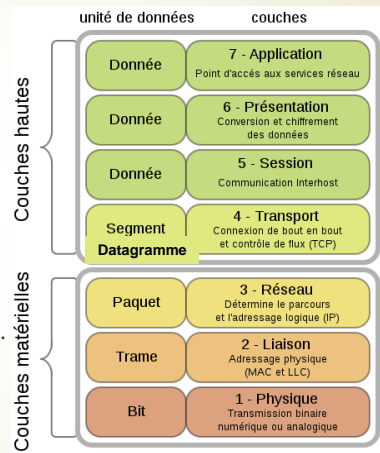 unité de données couches
Couches hautes
Donnée
7 - Application
Point d'accès aux services réseau
Donnée
6 - Présentation
Conversion et chiffrement
des données
Donnée
5 - Session
Communication Interhost
Segment
Datagramme
4 - Transport
Connexion de bout en bout
et contrôle de flux (TCP)
Couches matérielles
Paquet
3 - Réseau
Détermine le parcours
et l'adressage logique (IP)
Trame
2 - Liaison
Adressage physique
(MAC et LLC)
Bit
1 - Physique
Transmission binaire
numérique ou analogique